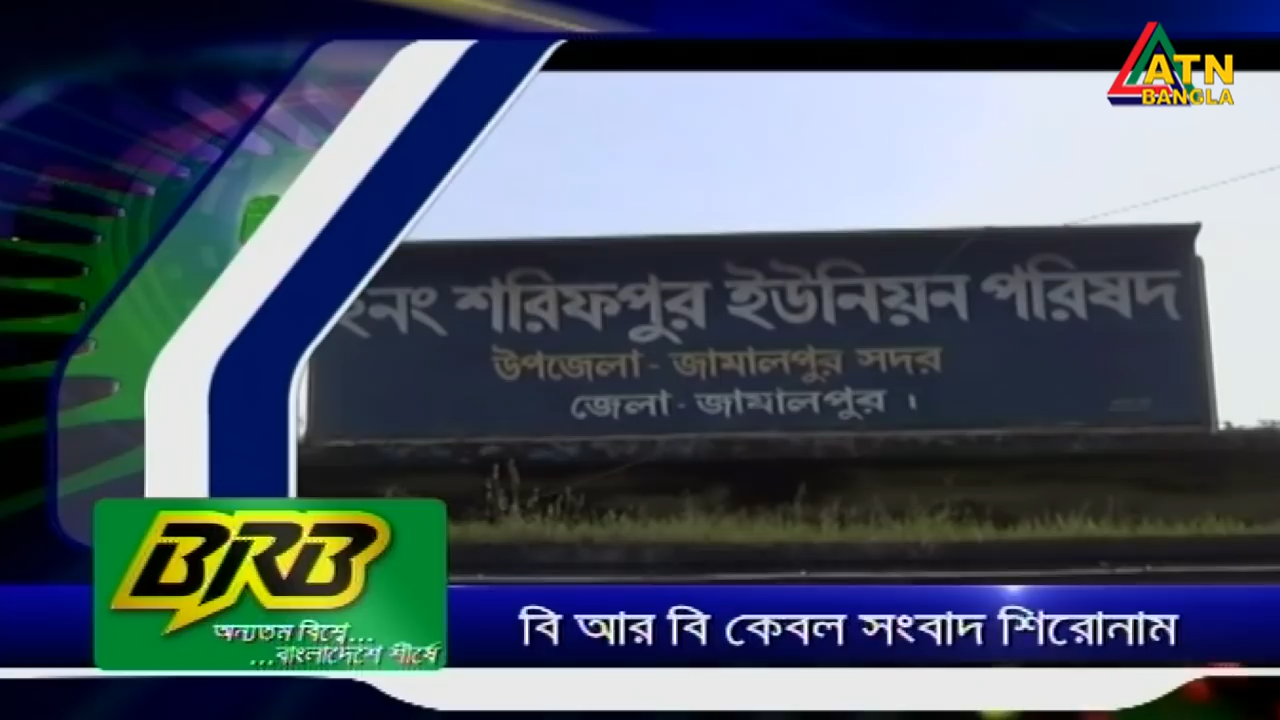 ATN
BANGLA
নং শরিফপুর ইউনিয়ন পরিষদ
উপজেলা - জামালপুর সদর
জেলা - জামালপুর ।
BRB
অন্যতম বিশ্বে...
...বাংলাদেশে শীর্ষে
বি আর বি কেবল সংবাদ শিরোনাম